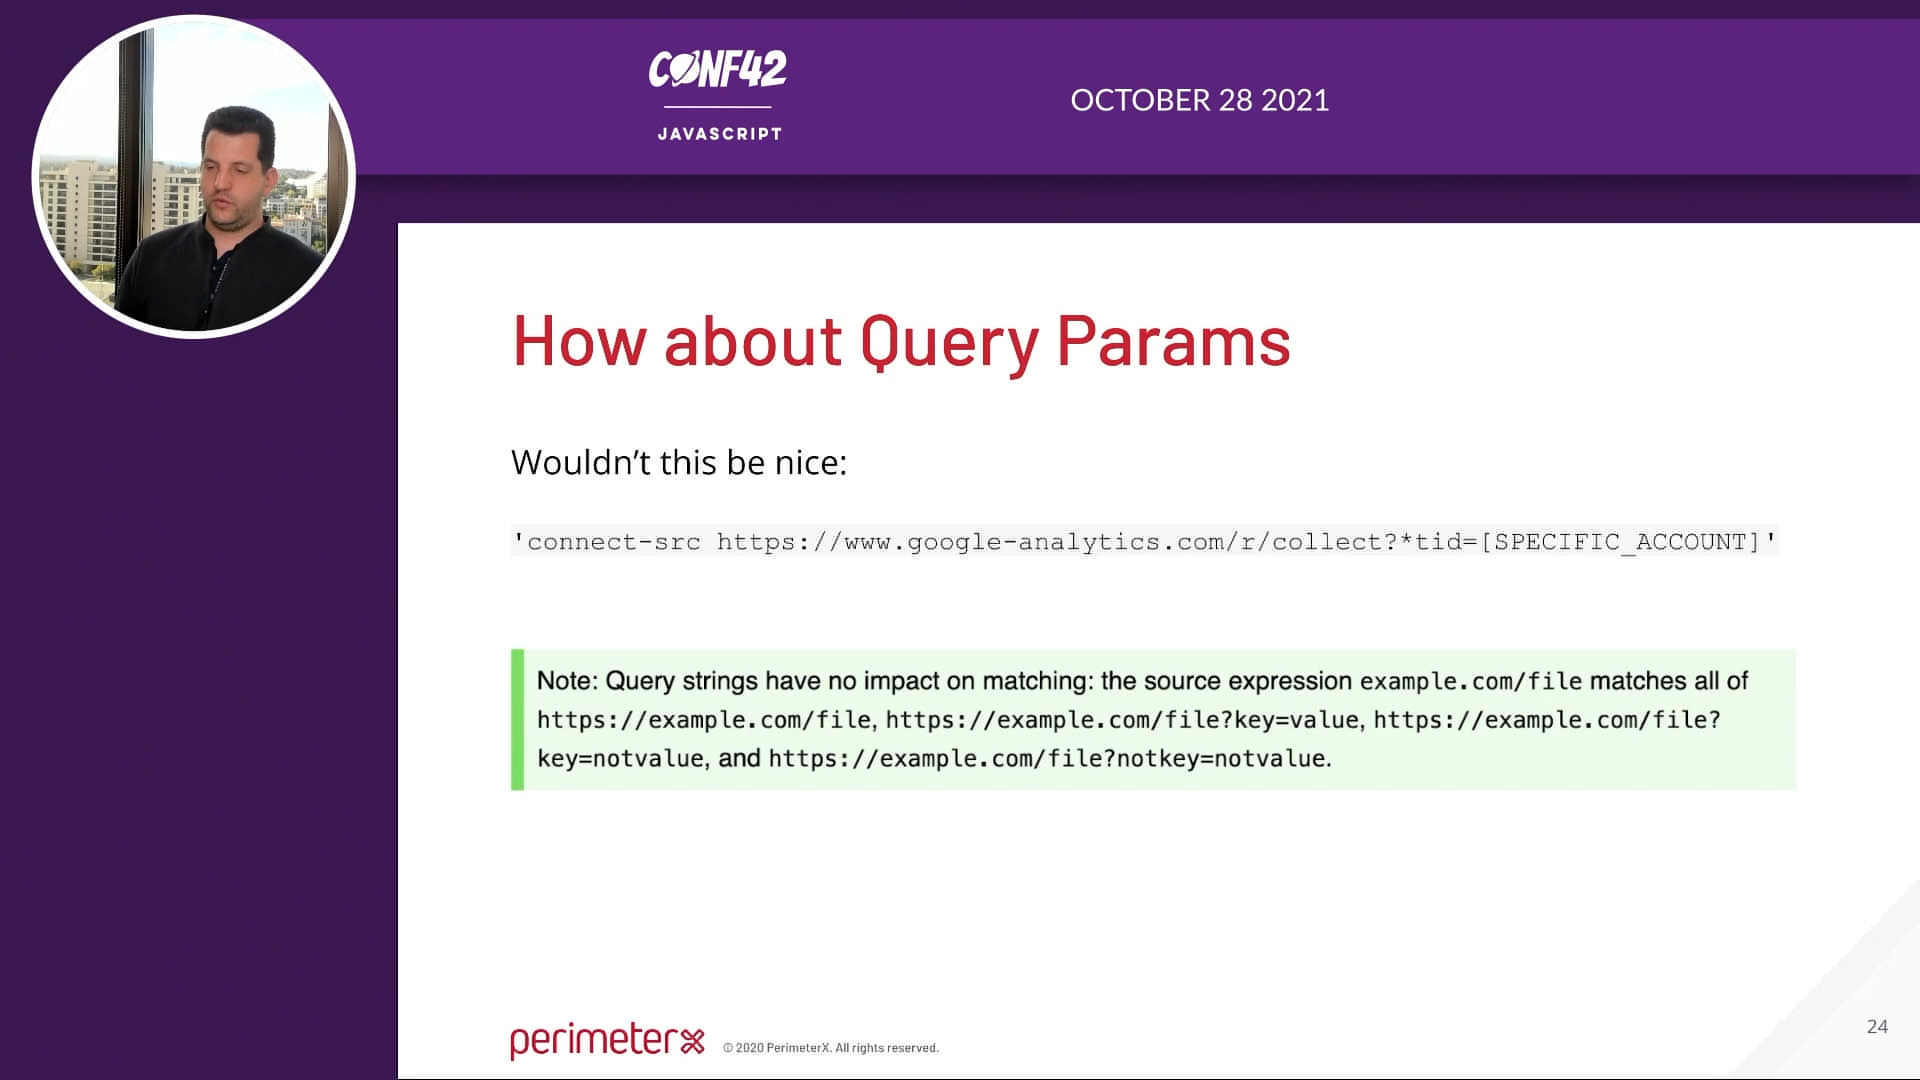 CONF42
JAVASCRIPT
OCTOBER 28 2021
How about Query Params
Wouldn’t this be nice:
'connect-src https://www.google-analytics.com/r/collect?*tid=[SPECIFIC_ACCOUNT]'
Note: Query strings have no impact on matching: the source expression example.com/file matches all of
https://example.com/file, https://example.com/file?key=value, https://example.com/file?
key=notvalue, and https://example.com/file?notkey=notvalue.
perimeterx
© 2020 PerimeterX. All rights reserved.
24